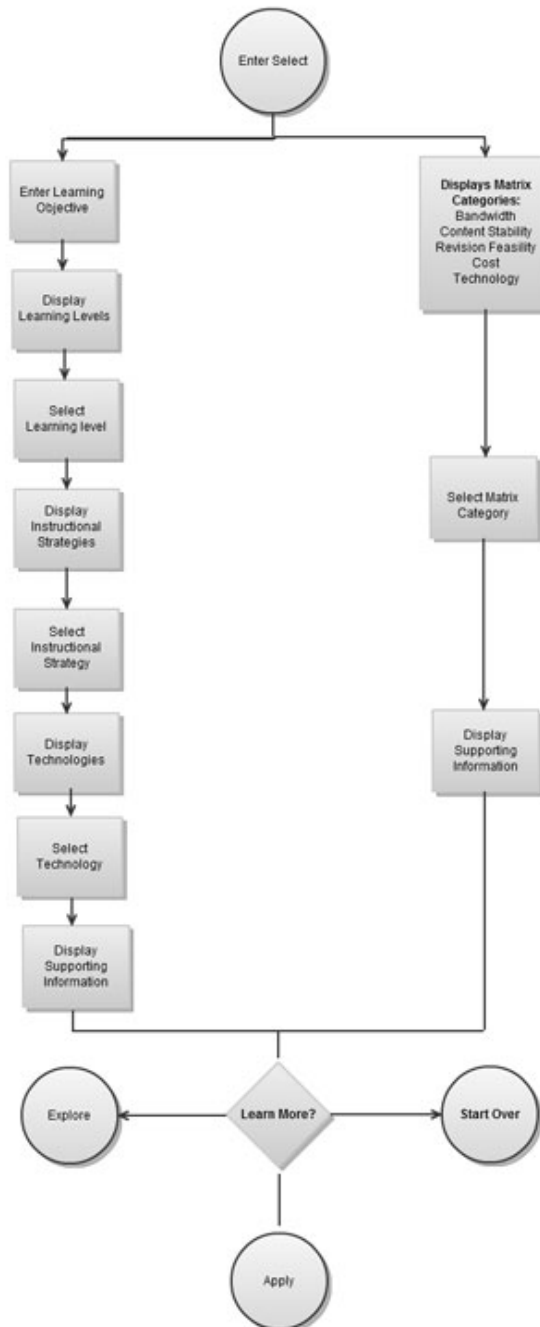 Enter Select
Enter Learning
Objective
Display
Learning Levels
Select
Learning level
Display
Instructional
Strategies
Select
Instructional
Strategy
Display
Technologies
Select
Technology
Display
Supporting
Information
Displays Matrix
Categories:
Bandwidth
Content Stability
Revision Feasility
Cost
Technology
Select Matrix
Category
Display
Supporting
Information
Explore
Learn More?
Start Over
Apply